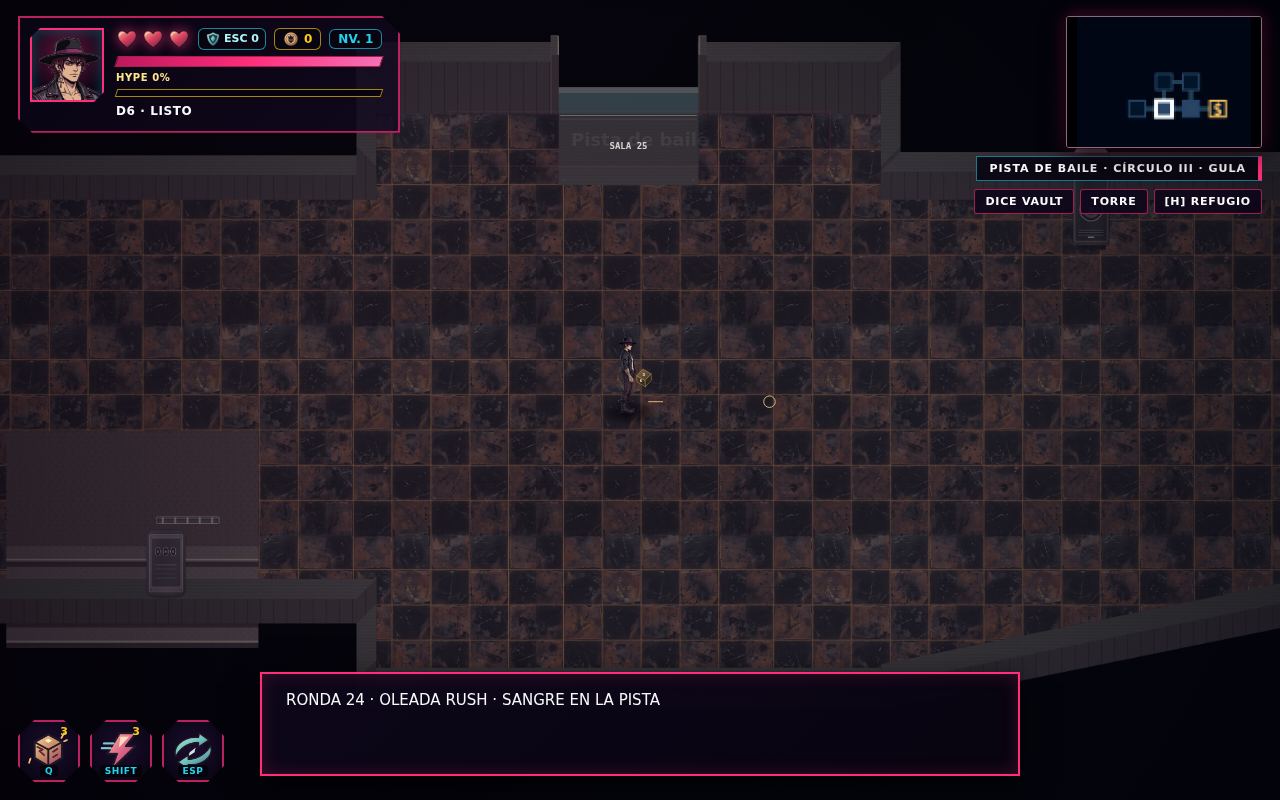 ESC 0
0
NV. 1
HYPE 0%
D6 · LISTO
$
Pista de baile
SALA 25
PISTA DE BAILE · CÍRCULO III · GULA
DICE VAULT
TORRE
[H] REFUGIO
RONDA 24 · OLEADA RUSH · SANGRE EN LA PISTA
3
Q
3
SHIFT
ESP